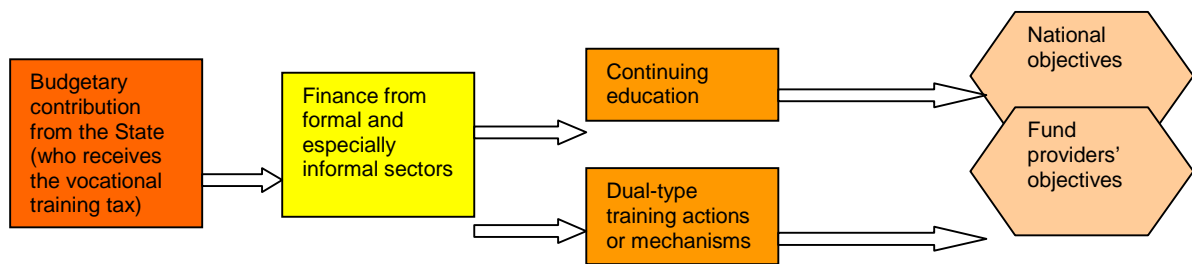 Budgetary
contribution
from the State
(who receives
the vocational
training tax)
Finance from
formal and
especially
informal sectors
Continuing
education
Dual-type
training actions
or mechanisms
National
objectives
Fund
providers'
objectives